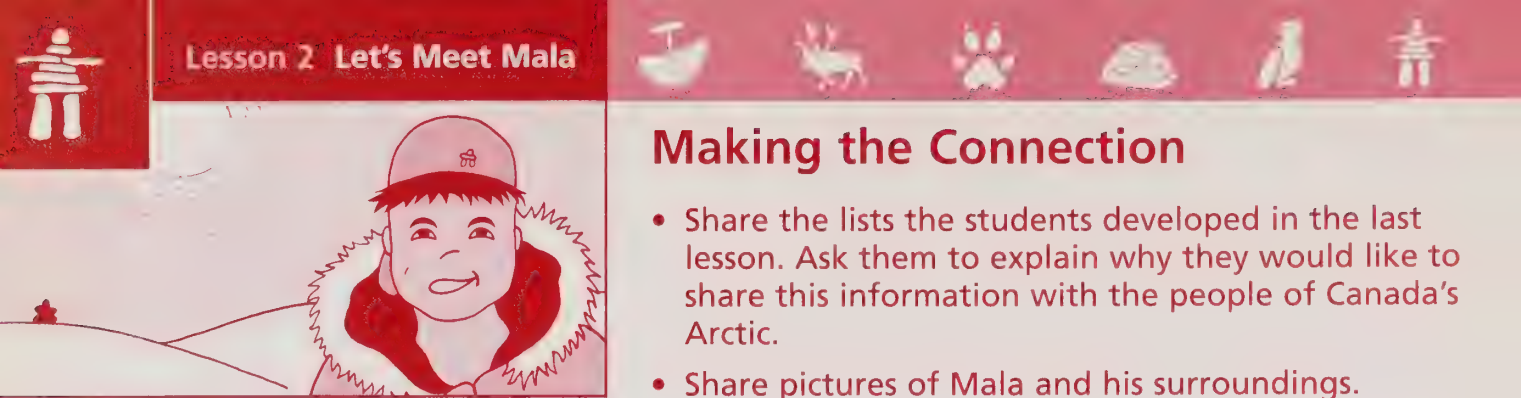 Lesson 2 Let's Meet Mala
Making the Connection
• Share the lists the students developed in the last
lesson. Ask them to explain why they would like to
share this information with the people of Canada's
Arctic.
• Share pictures of Mala and his surroundings.